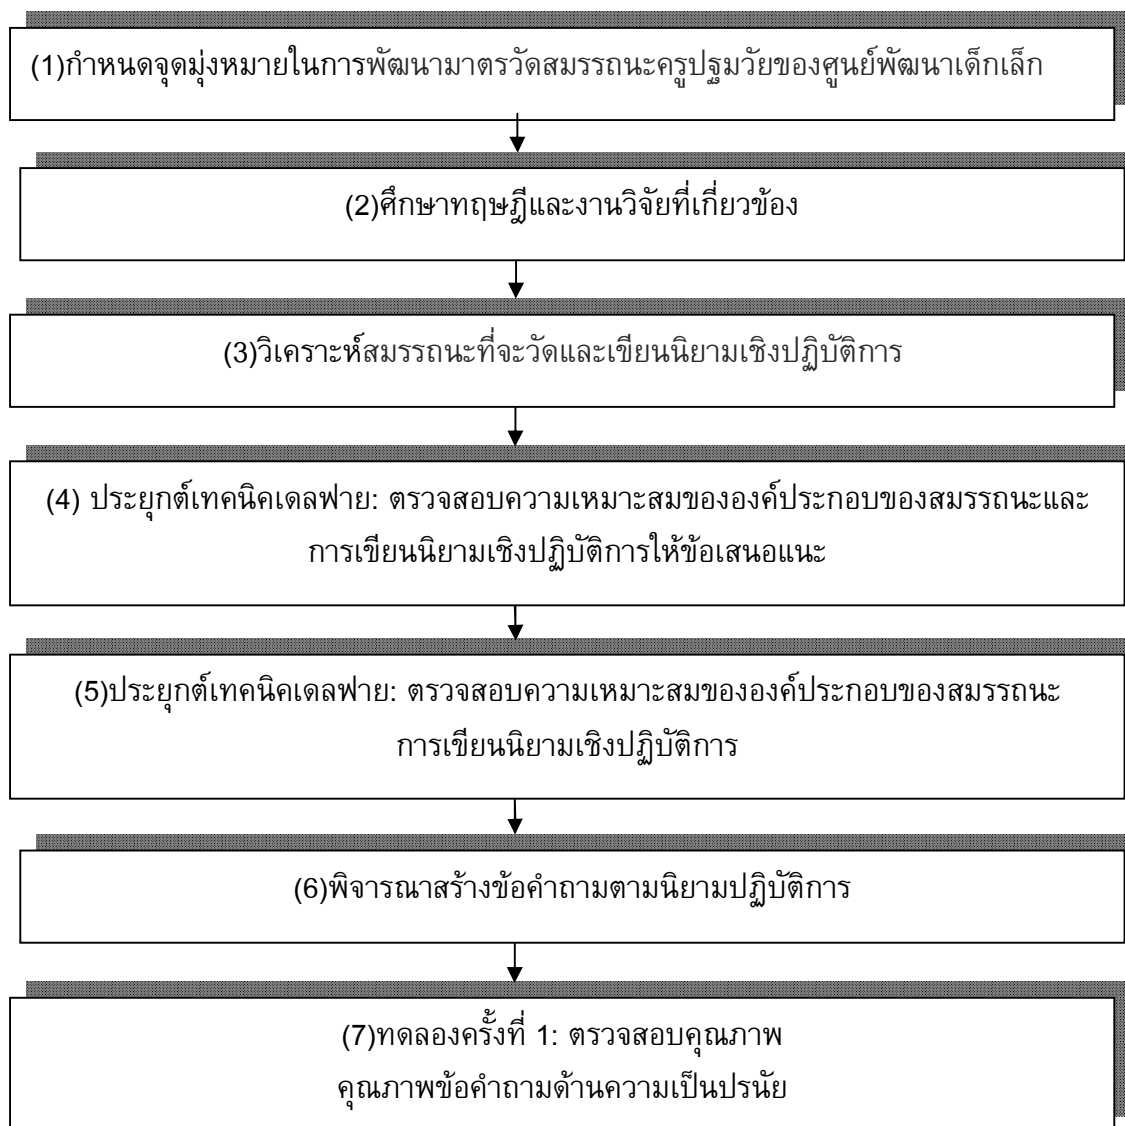 (1)กำหนดจุดมุ่งหมายในการพัฒนามาตรวัดสมรรถนะครูปฐมวัยของศูนย์พัฒนาเด็กเล็ก
(2)ศึกษาทฤษฎีและงานวิจัยที่เกี่ยวข้อง
(3)วิเคราะห์สมรรถนะที่จะวัดและเขียนนิยามเชิงปฏิบัติการ
(4) ประยุกต์เทคนิคเดลฟาย: ตรวจสอบความเหมาะสมขององค์ประกอบของสมรรถนะและ
การเขียนนิยามเชิงปฏิบัติการให้ข้อเสนอแนะ
(5)ประยุกต์เทคนิคเดลฟาย: ตรวจสอบความเหมาะสมขององค์ประกอบของสมรรถนะ
การเขียนนิยามเชิงปฏิบัติการ
(6)พิจารณาสร้างข้อคำถามตามนิยามปฏิบัติการ
(7)ทดลองครั้งที่ 1: ตรวจสอบคุณภาพ
คุณภาพข้อคำถามด้านความเป็นปรนัย